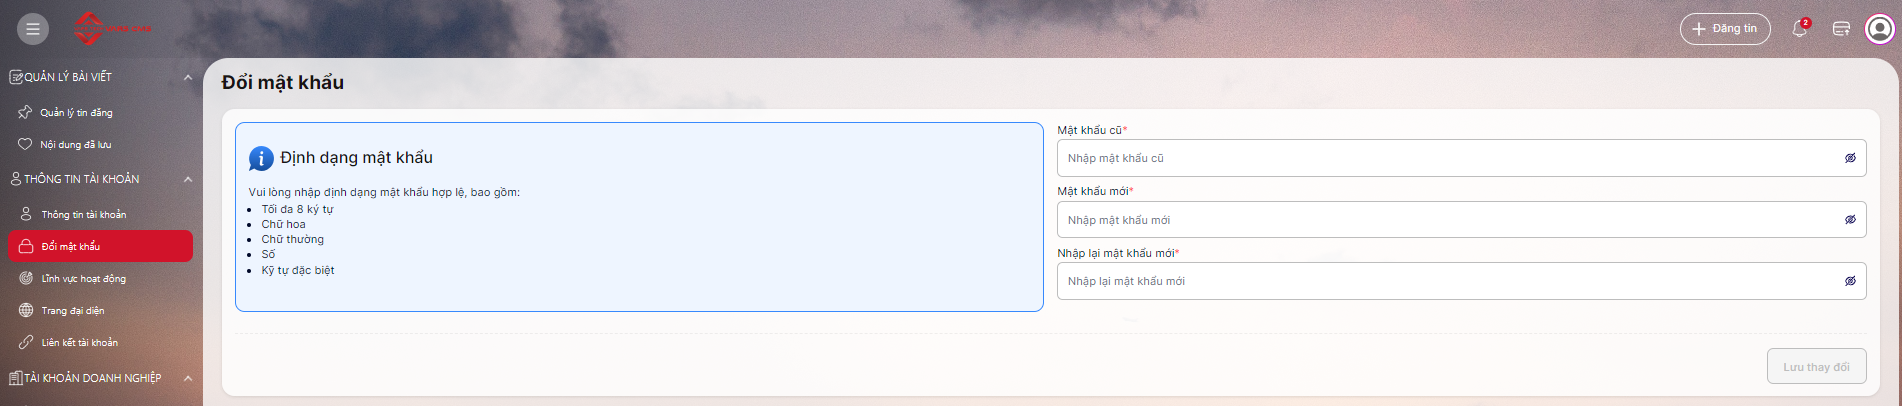 Đăng tin
2
QUẢN LÝ BÀI VIẾT
Quản lý tin đăng
Nội dung đã lưu
THÔNG TIN TÀI KHOẢN
Thông tin tài khoản
Đổi mật khẩu
Lĩnh vực hoạt động
Trang đại diện
Liên kết tài khoản
TÀI KHOẢN DOANH NGHIỆP
Đổi mật khẩu
Định dạng mật khẩu
Vui lòng nhập định dạng mật khẩu hợp lệ, bao gồm:
Tối đa 8 ký tự
Chữ hoa
Chữ thường
Số
Ký tự đặc biệt
Mật khẩu cũ*
Nhập mật khẩu cũ
Mật khẩu mới*
Nhập mật khẩu mới
Nhập lại mật khẩu mới*
Nhập lại mật khẩu mới
Lưu thay đổi